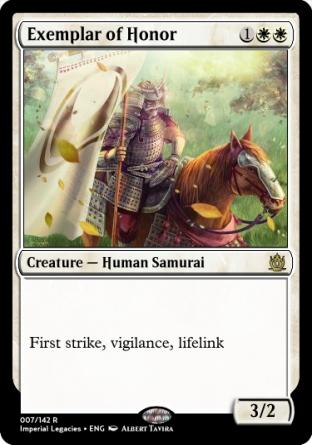 Exemplar of Honor 1
Creature — Human Samurai
First strike, vigilance, lifelink
3/2
007/142 R
Imperial Legacies • ENG ALBERT TAVIRA